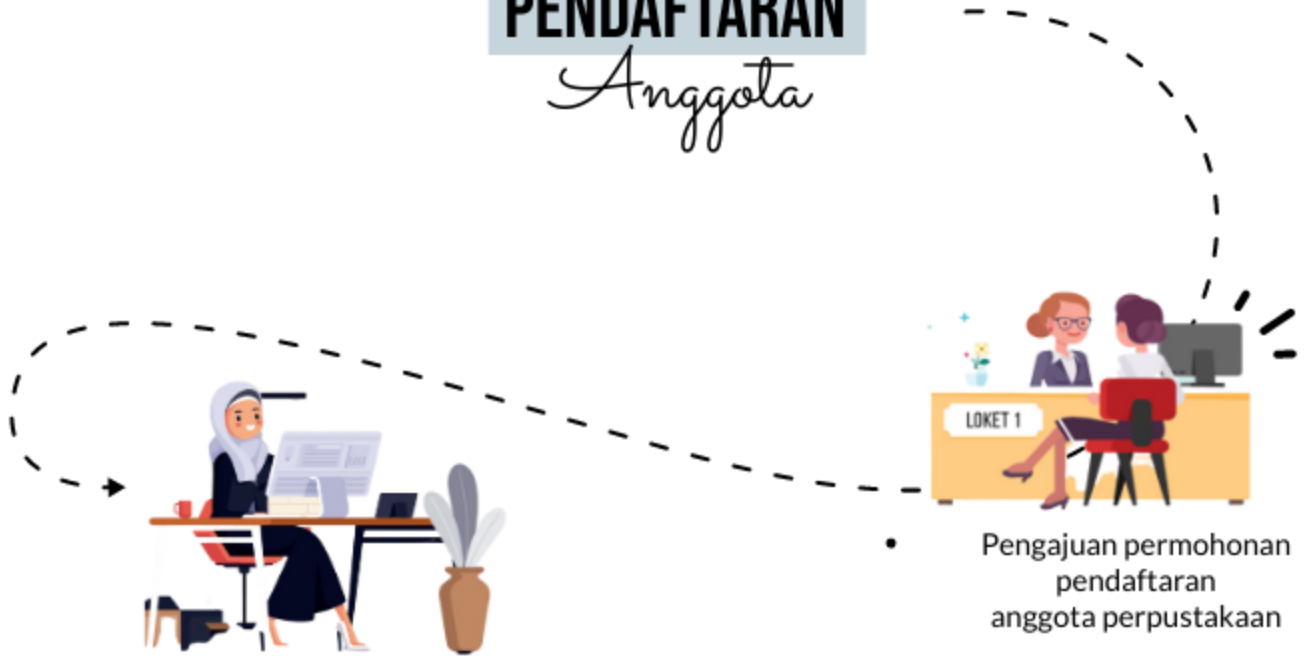 PENDAFTARAN
Anggota
LOKET 1
• Pengajuan permohonan
pendaftaran
anggota perpustakaan